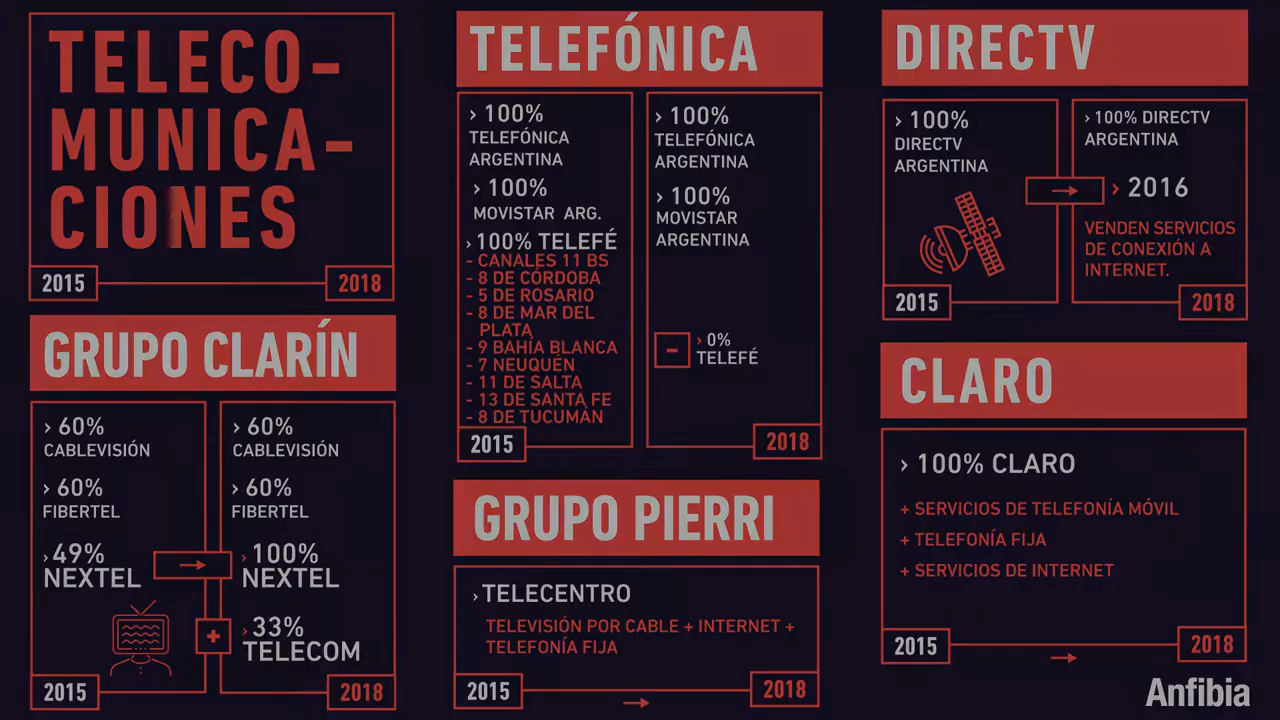 TELECO-
MUNICA-
CIONES
2015
2018
GRUPO CLARÍN
› 60%
CABLEVISIÓN
› 60%
FIBERTEL
› 49%
NEXTEL
2015
› 60%
CABLEVISIÓN
› 60%
FIBERTEL
› 100%
NEXTEL
+
› 33%
TELECOM
2018
TELEFÓNICA
› 100%
TELEFÓNICA
ARGENTINA
› 100%
MOVISTAR ARG.
› 100% TELEFÉ
- CANALES 11 BS
- 8 DE CÓRDOBA
- 5 DE ROSARIO
- 8 DE MAR DEL
PLATA
- 9 BAHÍA BLANCA
- 7 NEUQUÉN
- 11 DE SALTA
- 13 DE SANTA FE
- 8 DE TUCUMÁN
2015
› 100%
TELEFÓNICA
ARGENTINA
› 100%
MOVISTAR
ARGENTINA
- › 0%
TELEFÉ
2018
GRUPO PIERRI
› TELECENTRO
TELEVISIÓN POR CABLE + INTERNET +
TELEFONÍA FIJA
2015
→
2018
DIRECTV
› 100%
DIRECTV
ARGENTINA
2015
→
› 100% DIRECTV
ARGENTINA
› 2016
VENDEN SERVICIOS
DE CONEXIÓN A
INTERNET.
2018
CLARO
› 100% CLARO
+ SERVICIOS DE TELEFONÍA MÓVIL
+ TELEFONÍA FIJA
+ SERVICIOS DE INTERNET
2015
→
2018
Anfibia